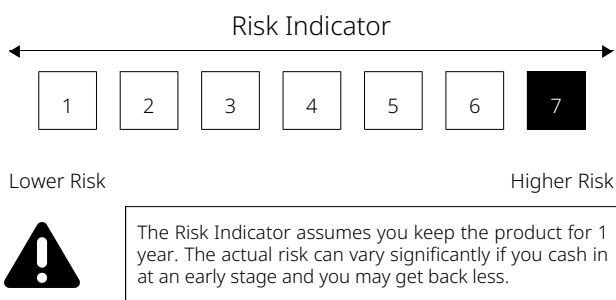 Risk Indicator
1 2 3 4 5 6 7
Lower Risk Higher Risk
The Risk Indicator assumes you keep the product for 1
year. The actual risk can vary significantly if you cash in
at an early stage and you may get back less.